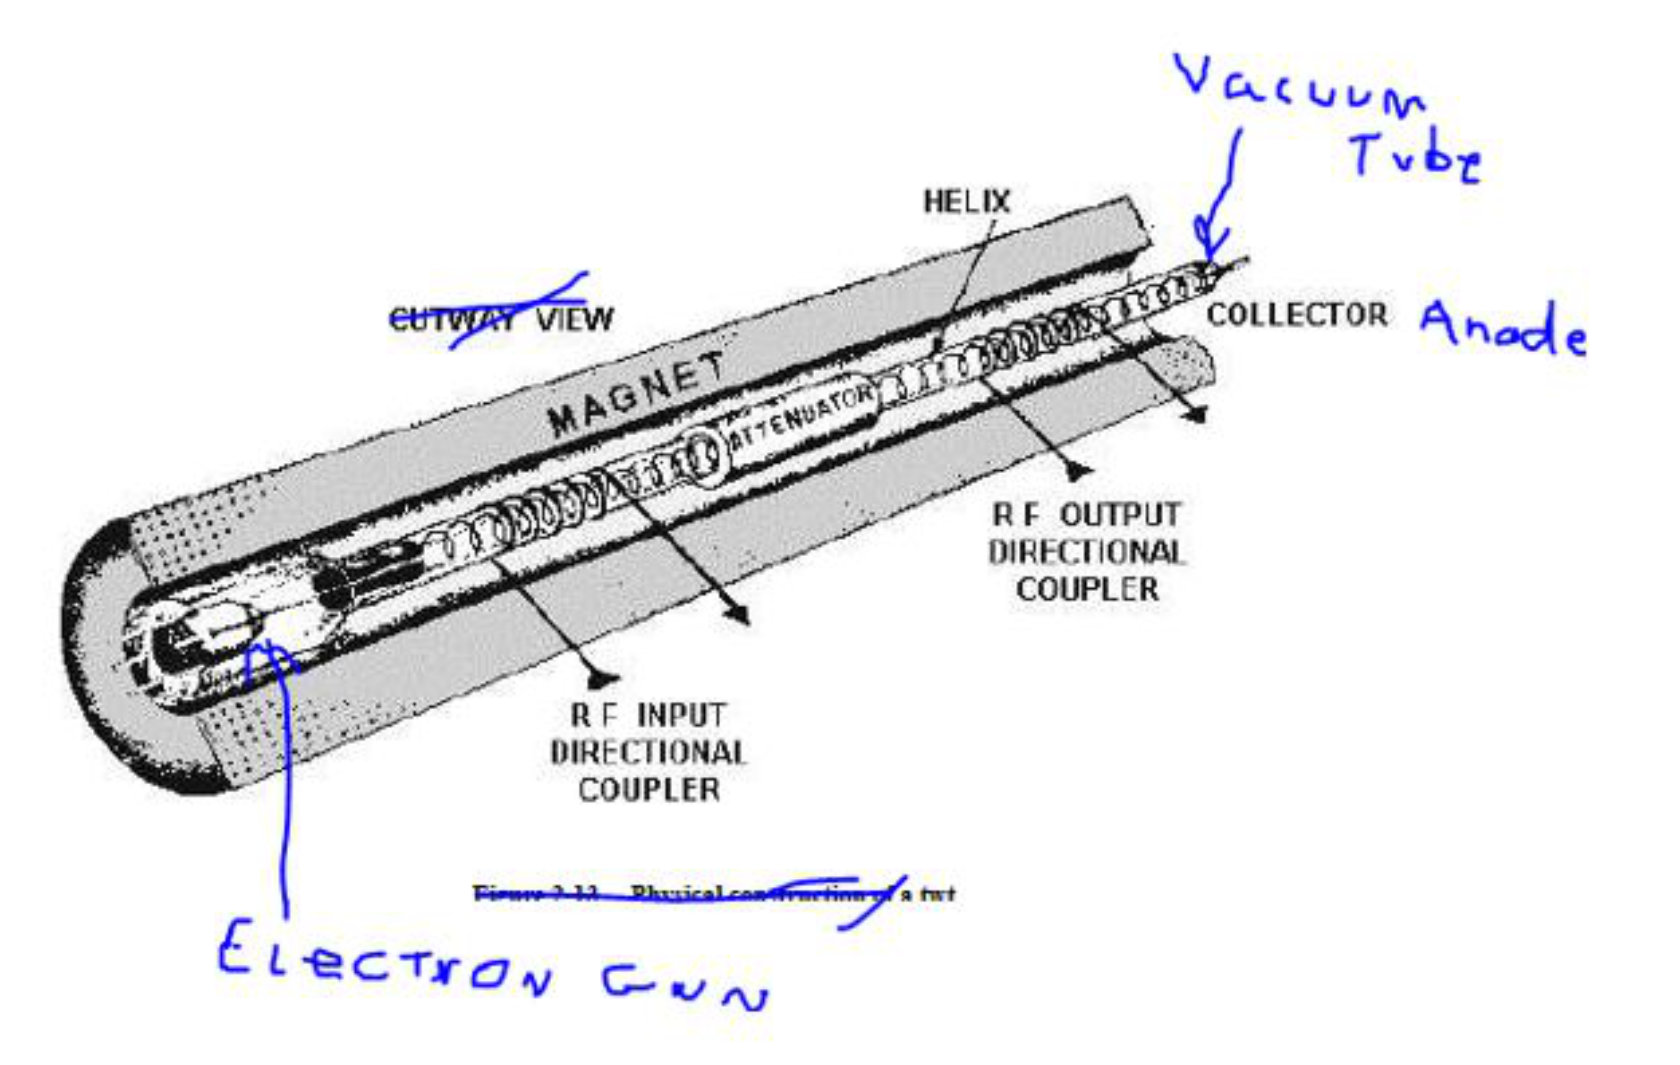 Vacuum
Tube
HELIX
CUTWAY VIEW
COLLECTOR Anode
MAGNET
ATTENUATOR
R F OUTPUT
DIRECTIONAL
COUPLER
R F INPUT
DIRECTIONAL
COUPLER
Figure 2-13 Physical construction of a twt
Electron Gun